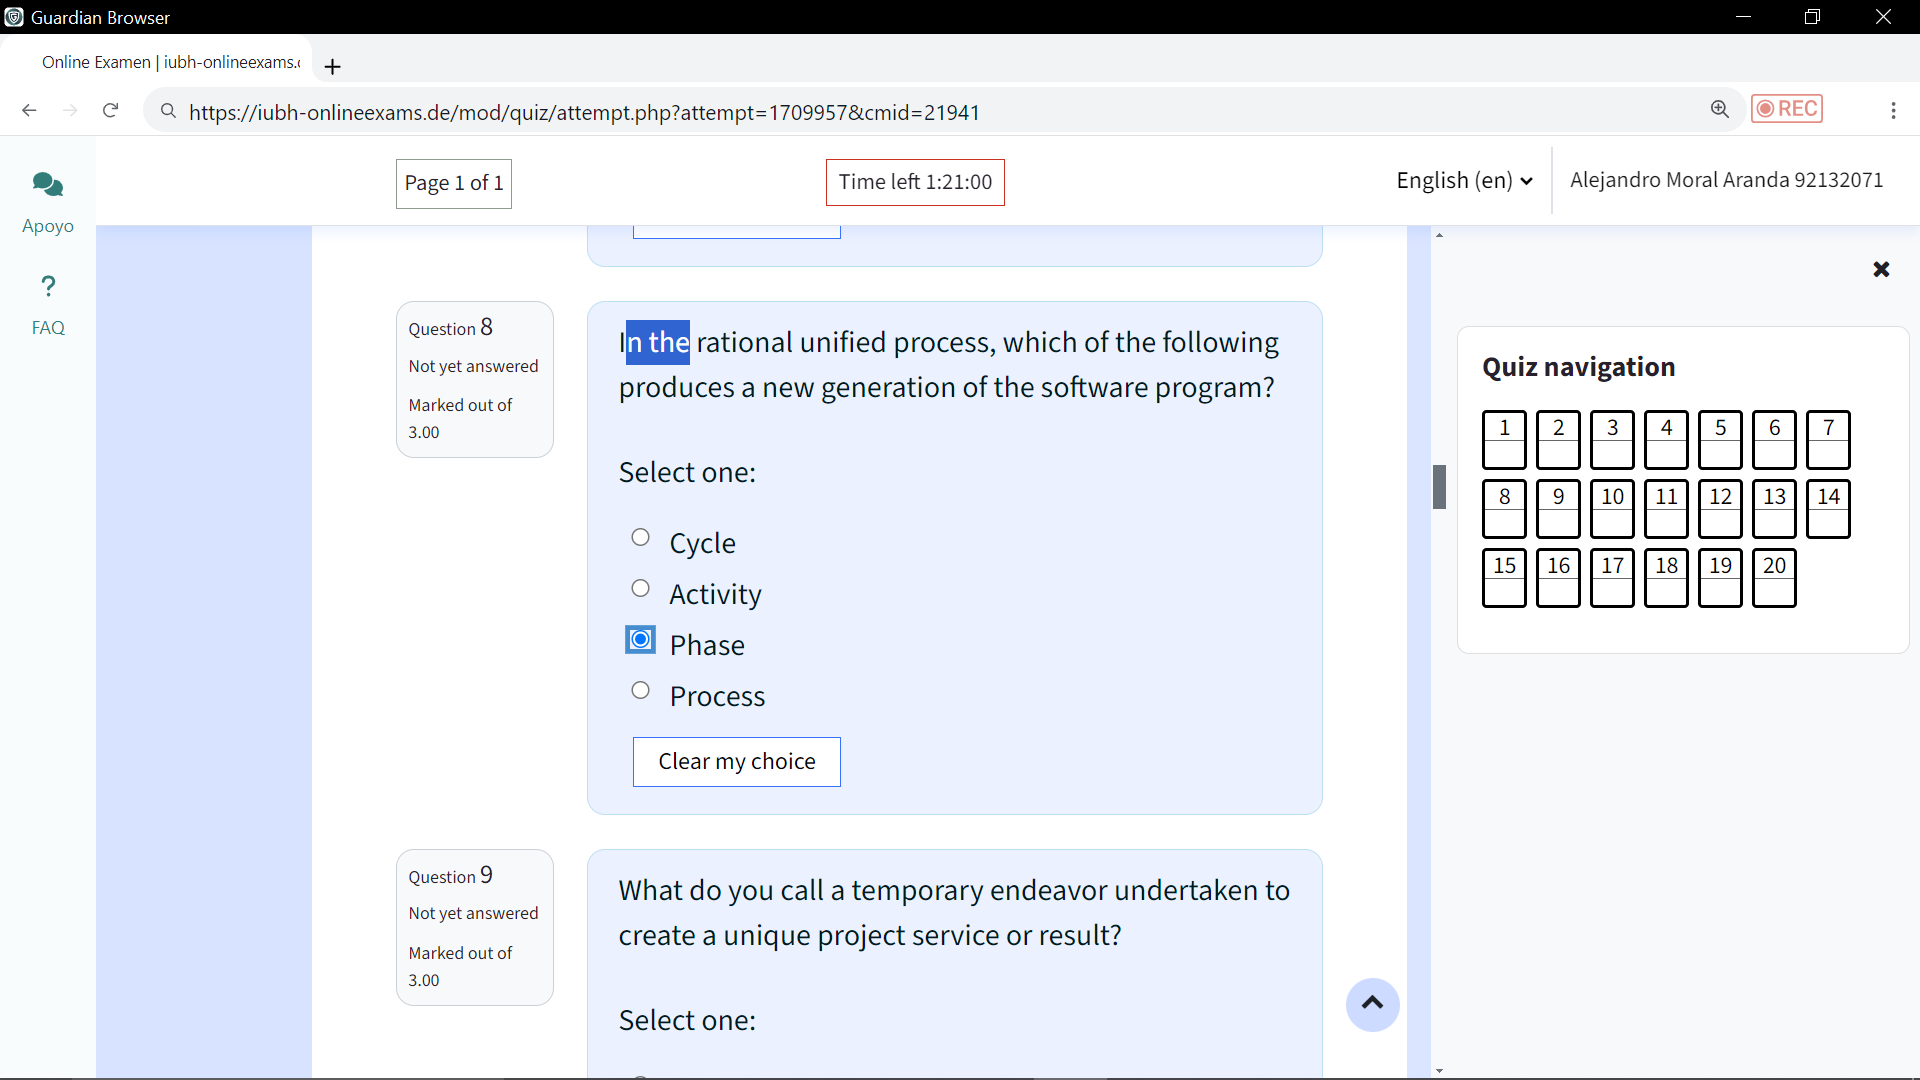 Guardian Browser
Online Examen | iubh-onlineexams.
https://iubh-onlineexams.de/mod/quiz/attempt.php?attempt=1709957&cmid=21941
REC
Apoyo
FAQ
Page 1 of 1
Time left 1:21:00
English (en)
Alejandro Moral Aranda 92132071
Question 8
Not yet answered
Marked out of
3.00
In the rational unified process, which of the following
produces a new generation of the software program?
Select one:
Cycle
Activity
Phase
Process
Clear my choice
Question 9
Not yet answered
Marked out of
3.00
What do you call a temporary endeavor undertaken to
create a unique project service or result?
Select one:
Quiz navigation
1 2 3 4 5 6 7
8 9 10 11 12 13 14
15 16 17 18 19 20